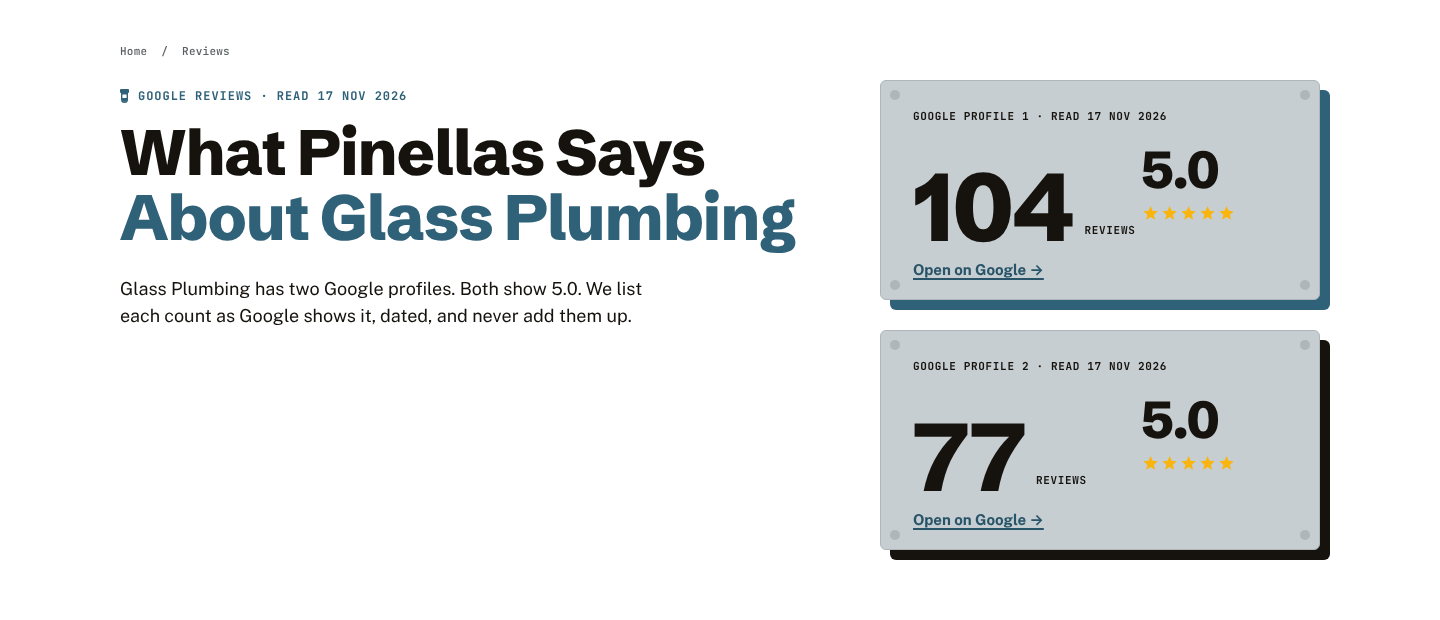 Home / Reviews
GOOGLE REVIEWS · READ 17 NOV 2026
What Pinellas Says
About Glass Plumbing
Glass Plumbing has two Google profiles. Both show 5.0. We list
each count as Google shows it, dated, and never add them up.
GOOGLE PROFILE 1 · READ 17 NOV 2026
104 REVIEWS
5.0
★★★★★
Open on Google →
GOOGLE PROFILE 2 · READ 17 NOV 2026
77 REVIEWS
5.0
★★★★★
Open on Google →